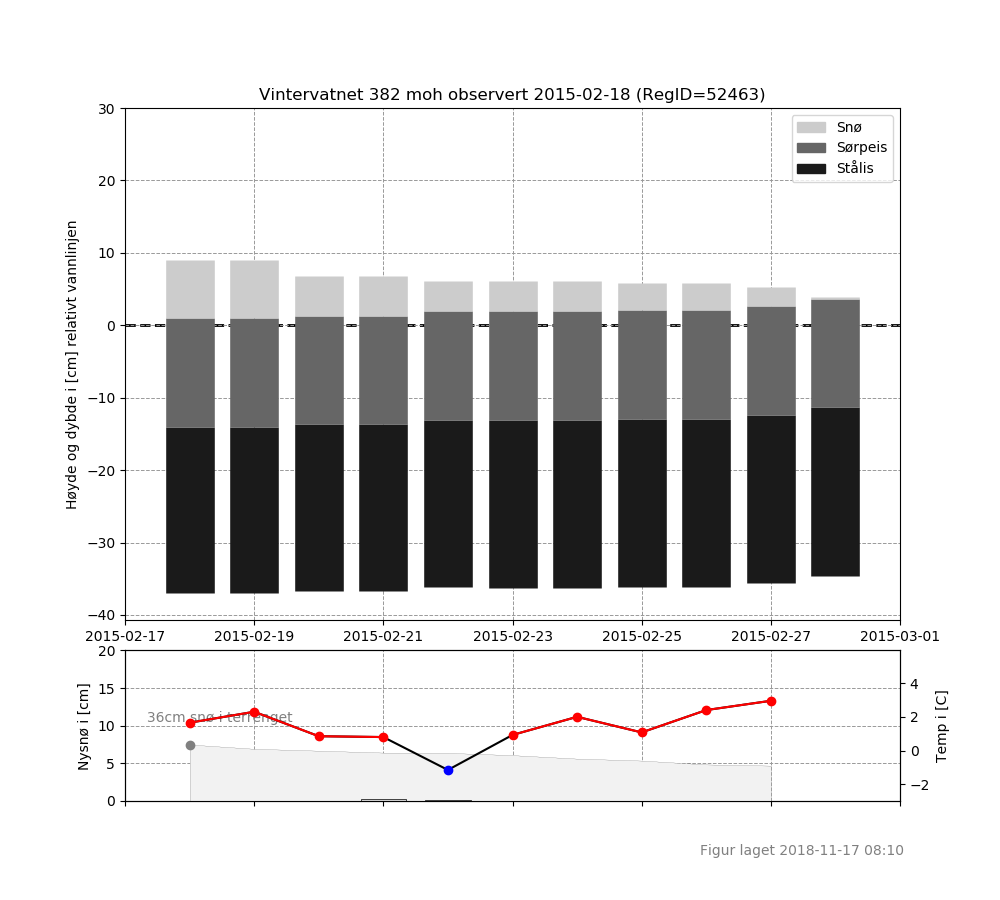 Vintervatnet 382 moh observert 2015-02-18 (RegID=52463)
Høyde og dybde i [cm] relativt vannlinjen
30
20
10
0
−10
−20
−30
−40
Snø
Sørpeis
Stålis
2015-02-17 2015-02-19 2015-02-21 2015-02-23 2015-02-25 2015-02-27 2015-03-01
Nysnø i [cm]
20
15
10
5
0
36cm snø i terrenget
4
2
0
−2
Temp i [C]
Figur laget 2018-11-17 08:10